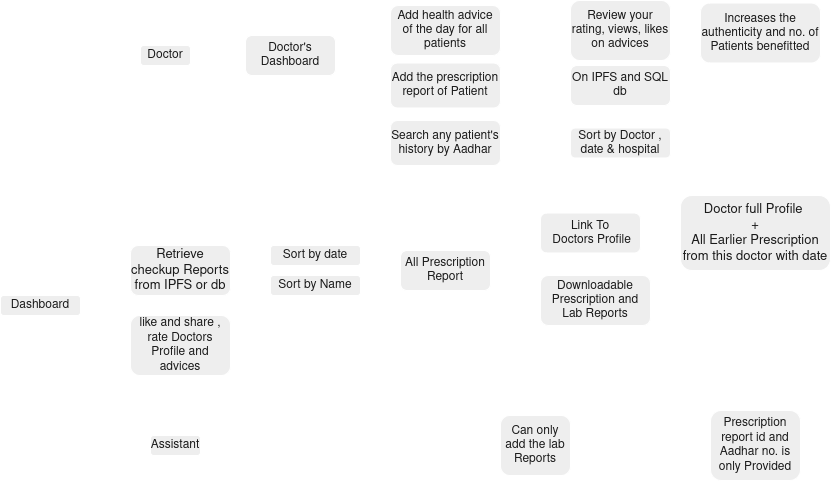 Doctor
Doctor's
Dashboard
Add health advice
of the day for all
patients
Add the prescription
report of Patient
Search any patient's
history by Aadhar
Review your
rating, views, likes
on advices
On IPFS and SQL
db
Sort by Doctor ,
date & hospital
Increases the
authenticity and no. of
Patients benefitted
Dashboard
Retrieve
checkup Reports
from IPFS or db
like and share ,
rate Doctors
Profile and
advices
Sort by date
Sort by Name
All Prescription
Report
Link To
Doctors Profile
Downloadable
Prescription and
Lab Reports
Doctor full Profile
+
All Earlier Prescription
from this doctor with date
Assistant
Can only
add the lab
Reports
Prescription
report id and
Aadhar no. is
only Provided